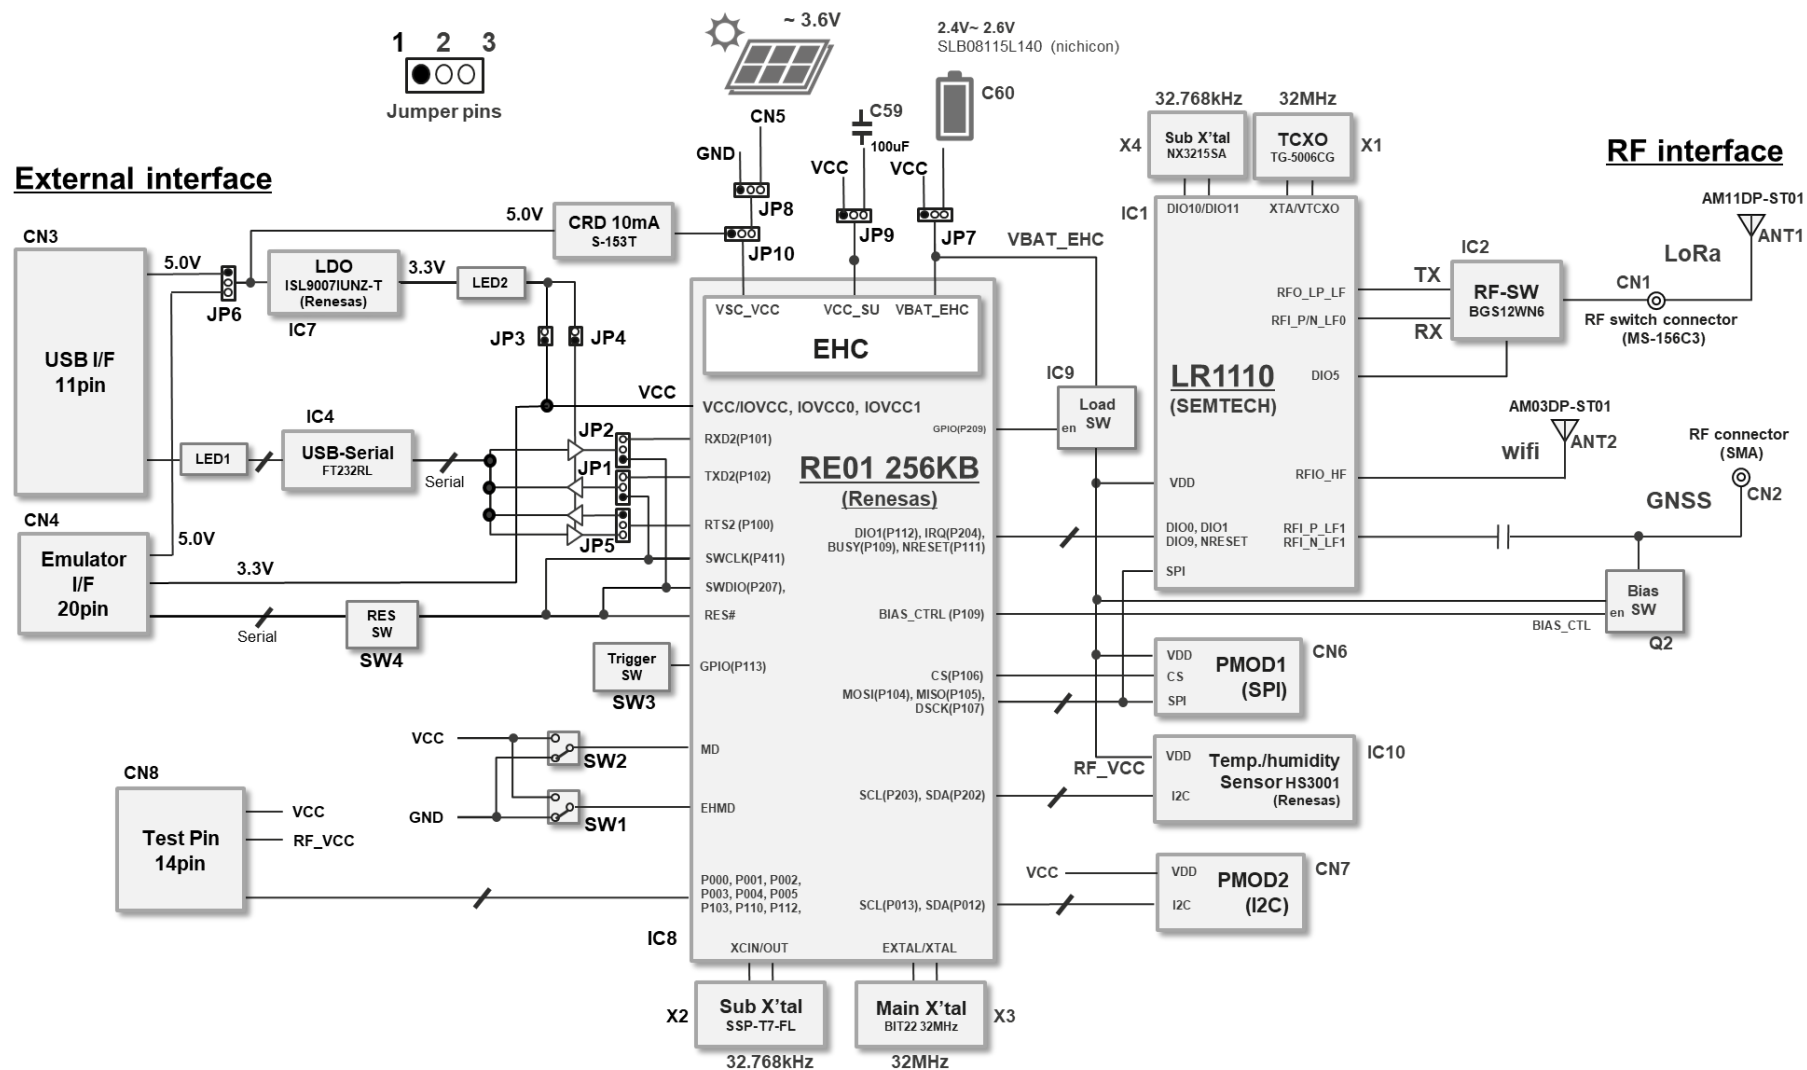 1 2 3
Jumper pins
~ 3.6V
2.4V~ 2.6V
SLB08115L140 (nichicon)
C60
C59
100uF
CN5
GND
VCC
VCC
JP8
JP9
JP7
JP10
VBAT_EHC
External interface
RF interface
CN3
USB I/F
11pin
5.0V
JP6
LDO
ISL9007IUNZ-T
(Renesas)
IC7
3.3V
LED2
5.0V
CRD 10mA
S-153T
JP3
JP4
VCC
LED1
IC4
USB-Serial
FT232RL
Serial
JP2
JP1
JP5
CN4
Emulator
I/F
20pin
5.0V
3.3V
Serial
RES
SW
SW4
Trigger
SW
SW3
VCC
GND
SW2
SW1
CN8
Test Pin
14pin
VCC
RF_VCC
VSC_VCC
VCC_SU
VBAT_EHC
EHC
VCC/IOVCC, IOVCC0, IOVCC1
RXD2(P101)
TXD2(P102)
RTS2 (P100)
SWCLK(P411)
SWDIO(P207),
RES#
GPIO(P113)
MD
EHMD
P000, P001, P002,
P003, P004, P005
P103, P110, P112,
RE01 256KB
(Renesas)
GPIO(P209)
DIO1(P112), IRQ(P204),
BUSY(P109), NRESET(P111)
BIAS_CTRL (P109)
CS(P106)
MOSI(P104), MISO(P105),
DSCK(P107)
SCL(P203), SDA(P202)
SCL(P013), SDA(P012)
IC8
XCIN/OUT
EXTAL/XTAL
X2
Sub X’tal
SSP-T7-FL
32.768kHz
Main X’tal
BIT22 32MHz
32MHz
X3
IC9
Load
SW
en
32.768kHz
X4
Sub X’tal
NX3215SA
32MHz
TCXO
TG-5006CG
X1
IC1
DIO10/DIO11
XTA/VTCXO
RFO_LP_LF
RFI_P/N_LF0
DIO5
LR1110
(SEMTECH)
RFIO_HF
VDD
DIO0, DIO1
DIO9, NRESET
RFI_P_LF1
RFI_N_LF1
SPI
TX
RX
IC2
RF-SW
BGS12WN6
LoRa
CN1
RF switch connector
(MS-156C3)
AM11DP-ST01
ANT1
AM03DP-ST01
ANT2
wifi
RF connector
(SMA)
CN2
GNSS
Bias
SW
en
BIAS_CTL
Q2
VDD
CS
SPI
PMOD1
(SPI)
CN6
RF_VCC
VDD
I2C
Temp./humidity
Sensor HS3001
(Renesas)
IC10
VCC
VDD
I2C
PMOD2
(I2C)
CN7